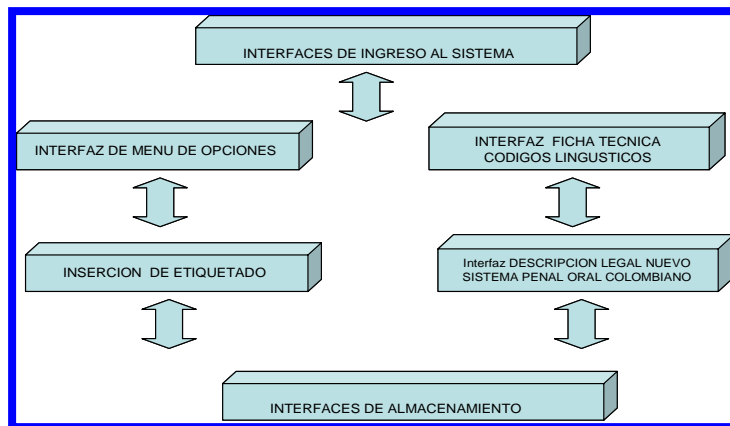 INTERFACES DE INGRESO AL SISTEMA
INTERFAZ DE MENU DE OPCIONES
INTERFAZ FICHA TECNICA
CODIGOS LINGUSTICOS
INSERCION DE ETIQUETADO
Interfaz DESCRIPCION LEGAL NUEVO
SISTEMA PENAL ORAL COLOMBIANO
INTERFACES DE ALMACENAMIENTO